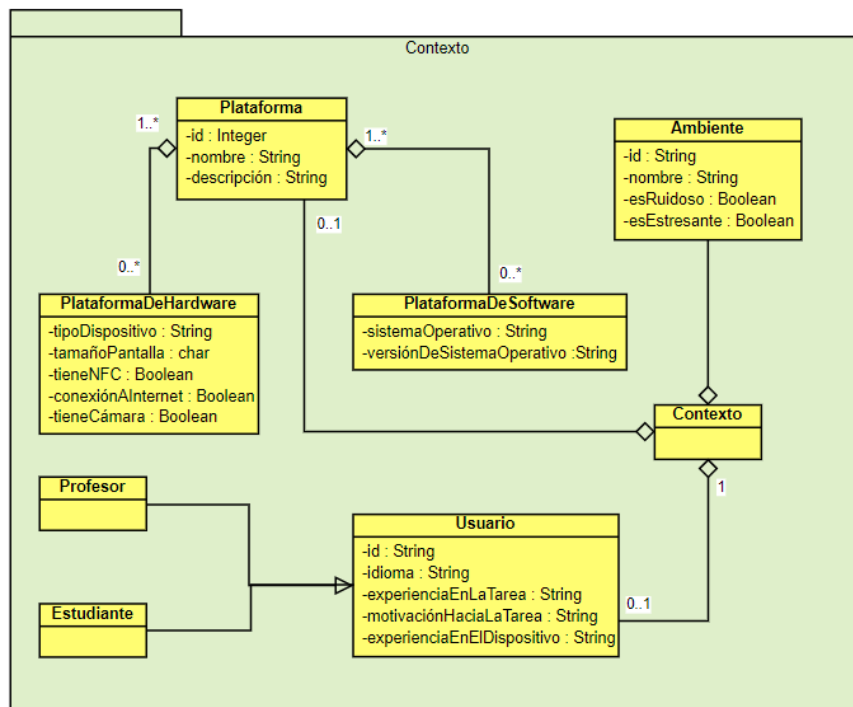 Contexto
Plataforma
-id : Integer
-nombre : String
-descripción : String
1..*
1..*
0..1
0..*
0..*
Ambiente
-id : String
-nombre : String
-esRuidoso : Boolean
-esEstresante : Boolean
PlataformaDeHardware
-tipoDispositivo : String
-tamañoPantalla : char
-tieneNFC : Boolean
-conexiónAInternet : Boolean
-tieneCámara : Boolean
PlataformaDeSoftware
-sistemaOperativo : String
-versiónDeSistemaOperativo :String
Contexto
1
Profesor
Estudiante
Usuario
-id : String
-idioma : String
-experienciaEnLaTarea : String
-motivaciónHaciaLaTarea : String
-experienciaEnElDispositivo : String
0..1